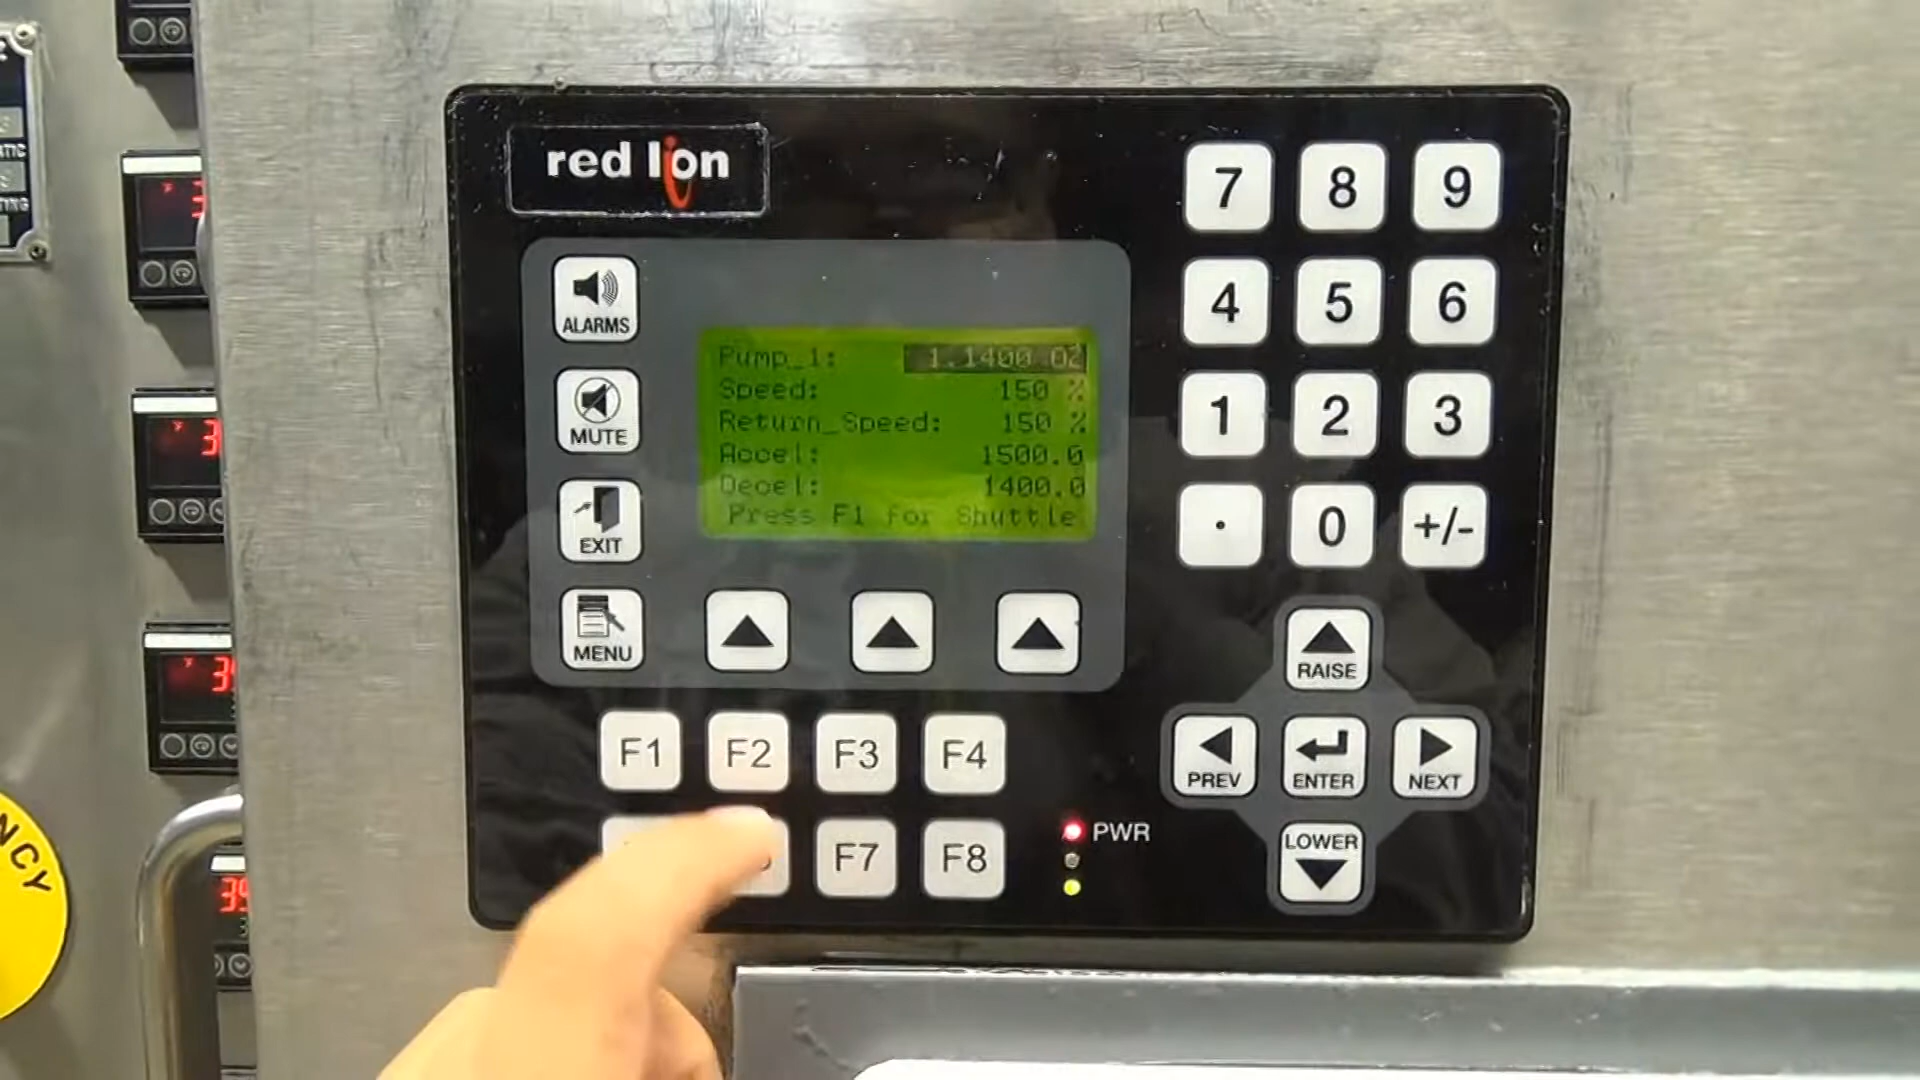 red lion
ALARMS
MUTE
EXIT
MENU
Pump_1: 1.1400 OZ
Speed: 150 %
Return_Speed: 150 %
Accel: 1500.0
Decel: 1400.0
Press F1 for Shuttle
7 8 9
4 5 6
1 2 3
. 0 +/-
F1 F2 F3 F4
F7 F8
PWR
RAISE
PREV ENTER NEXT
LOWER